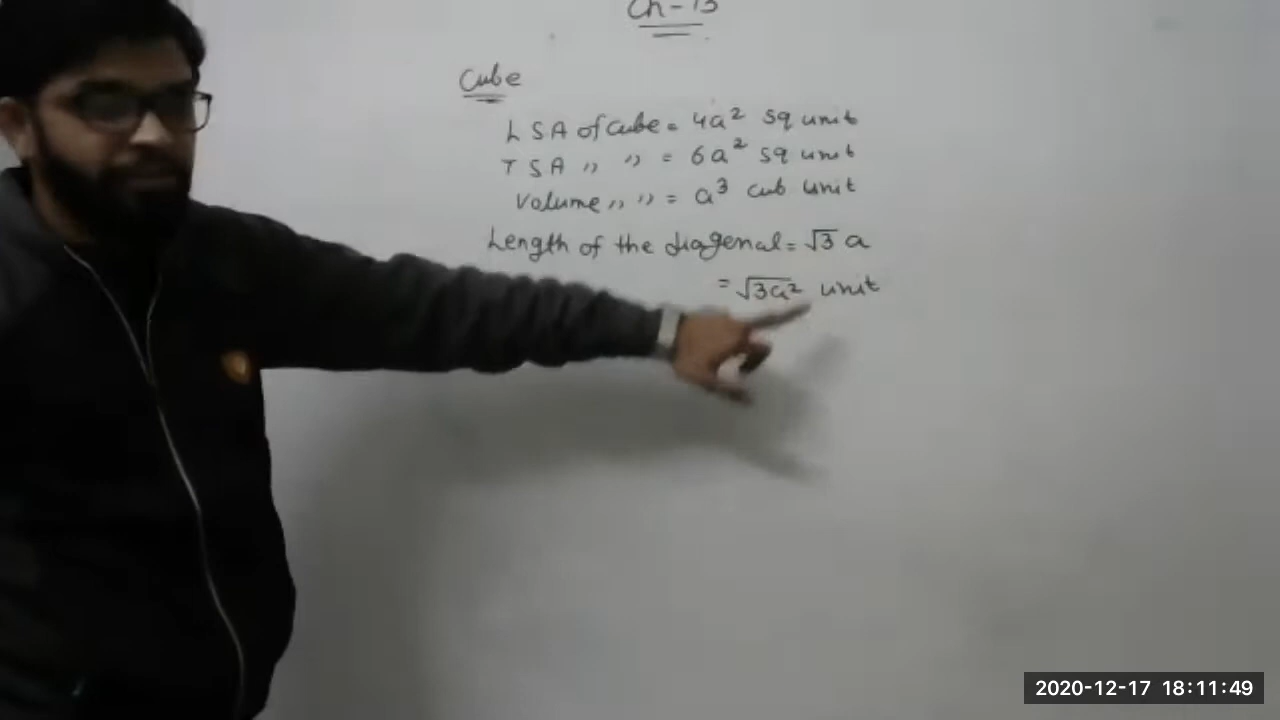 Ch-13
Cube
LSA of Cube = 4a² sq unit
TSA ,, ,, = 6a² sq unit
Volume ,, ,, = a³ cub unit
Length of the diagenal = √3 a
= √3a² unit
2020-12-17 18:11:49